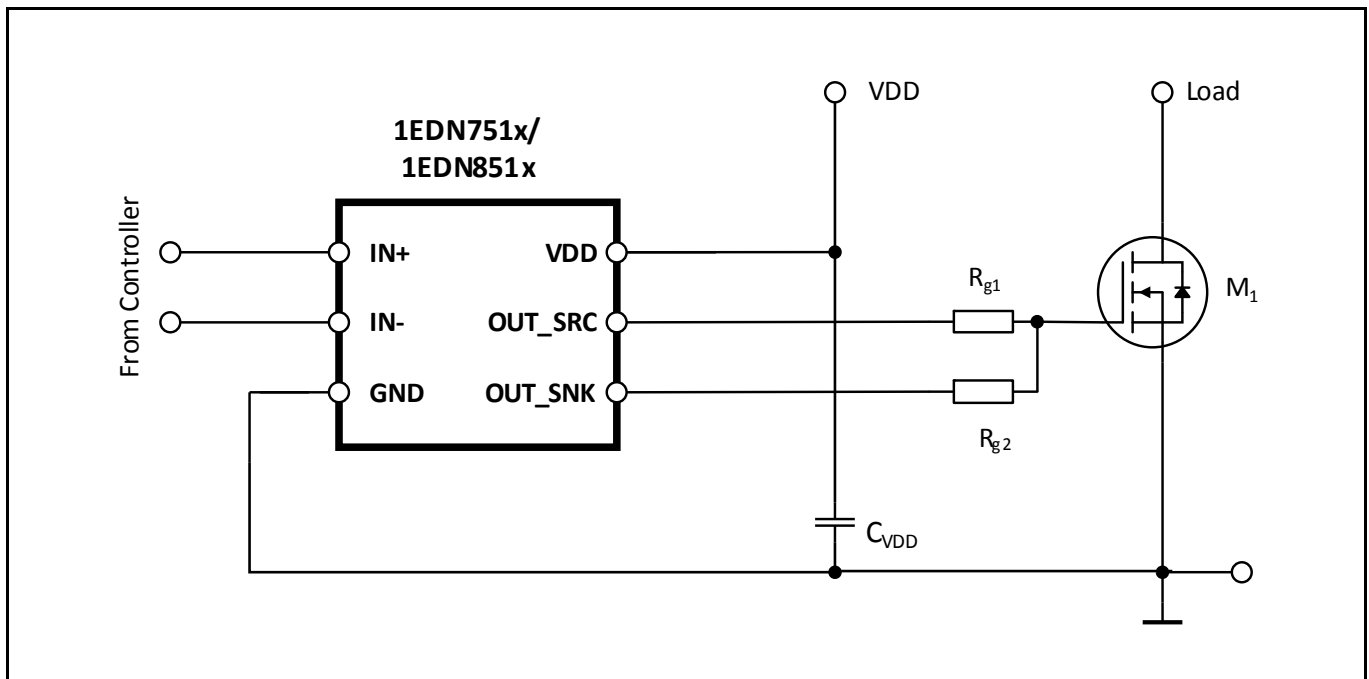 1EDN751x/
1EDN851x
From Controller
IN+
IN-
GND
VDD
OUT_SRC
OUT_SNK
VDD
Load
Rg1
Rg2
M1
CVDD